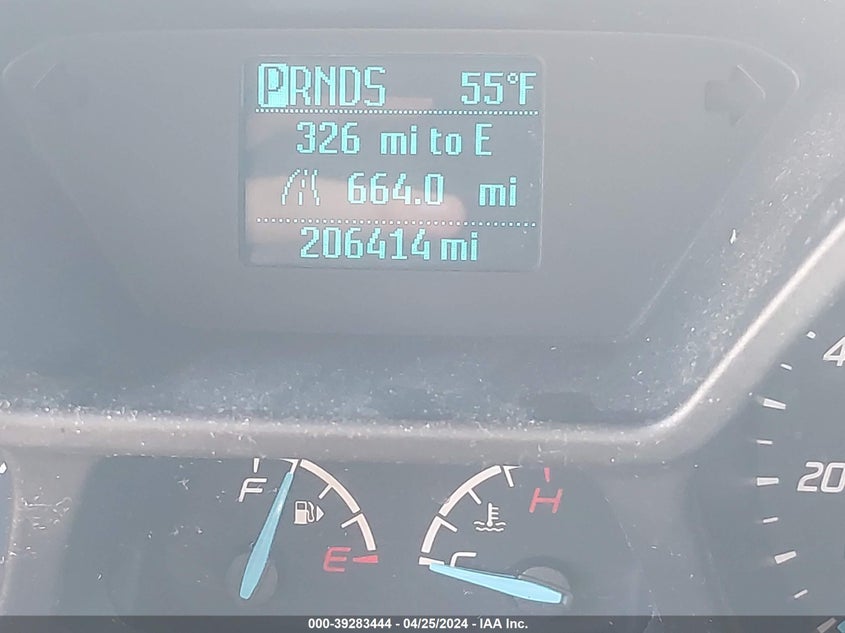 PRNDS 55°F
326 mi to E
664.0 mi
206414 mi
F
H
E
C
4
20
000-39283444 - 04/25/2024 - IAA Inc.